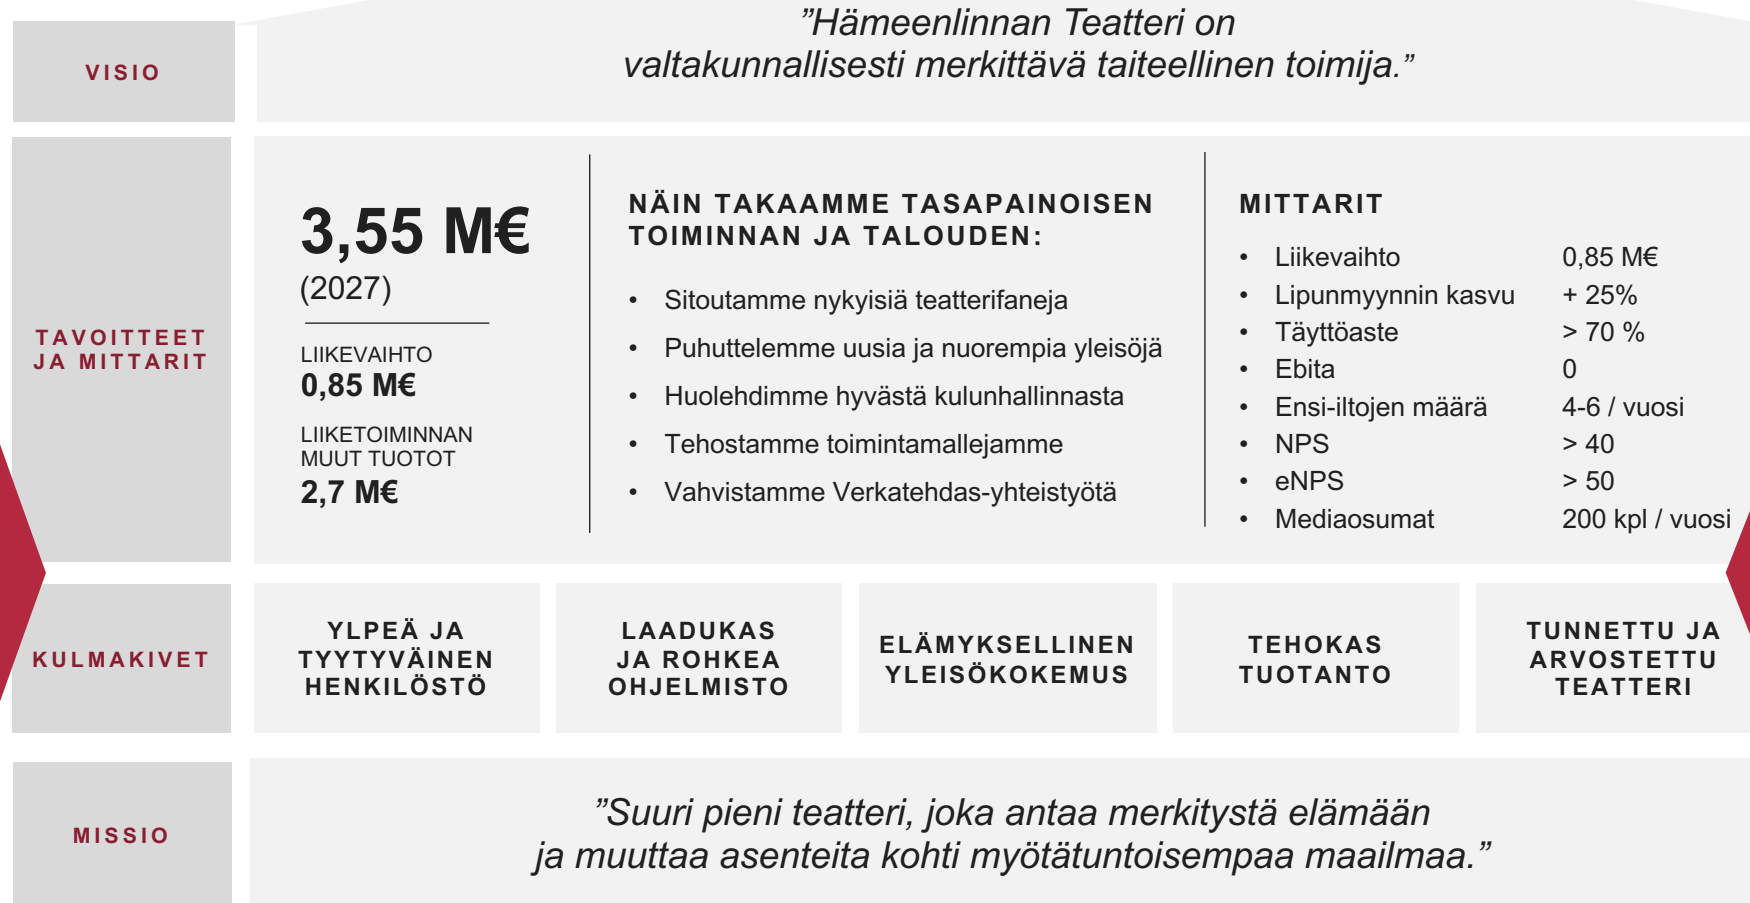 VISIO
”Hämeenlinnan Teatteri on
valtakunnallisesti merkittävä taiteellinen toimija.”
TAVOITTEET
JA MITTARIT
3,55 M€
(2027)
LIIKEVAIHTO
0,85 M€
LIIKETOIMINNAN
MUUT TUOTOT
2,7 M€
NÄIN TAKAAMME TASAPAINOISEN
TOIMINNAN JA TALOUDEN:
• Sitoutamme nykyisiä teatterifaneja
• Puhuttelemme uusia ja nuorempia yleisöjä
• Huolehdimme hyvästä kulunhallinnasta
• Tehostamme toimintamallejamme
• Vahvistamme Verkatehdas-yhteistyötä
MITTARIT
• Liikevaihto 0,85 M€
• Lipunmyynnin kasvu + 25%
• Täyttöaste > 70 %
• Ebita 0
• Ensi-iltojen määrä 4-6 / vuosi
• NPS > 40
• eNPS > 50
• Mediaosumat 200 kpl / vuosi
KULMAKIVET
YLPEÄ JA
TYYTYVÄINEN
HENKILÖSTÖ
LAADUKAS
JA ROHKEA
OHJELMISTO
ELÄMYKSELLINEN
YLEISÖKOKEMUS
TEHOKAS
TUOTANTO
TUNNETTU JA
ARVOSTETTU
TEATTERI
MISSIO
”Suuri pieni teatteri, joka antaa merkitystä elämään
ja muuttaa asenteita kohti myötätuntoisempaa maailmaa.”